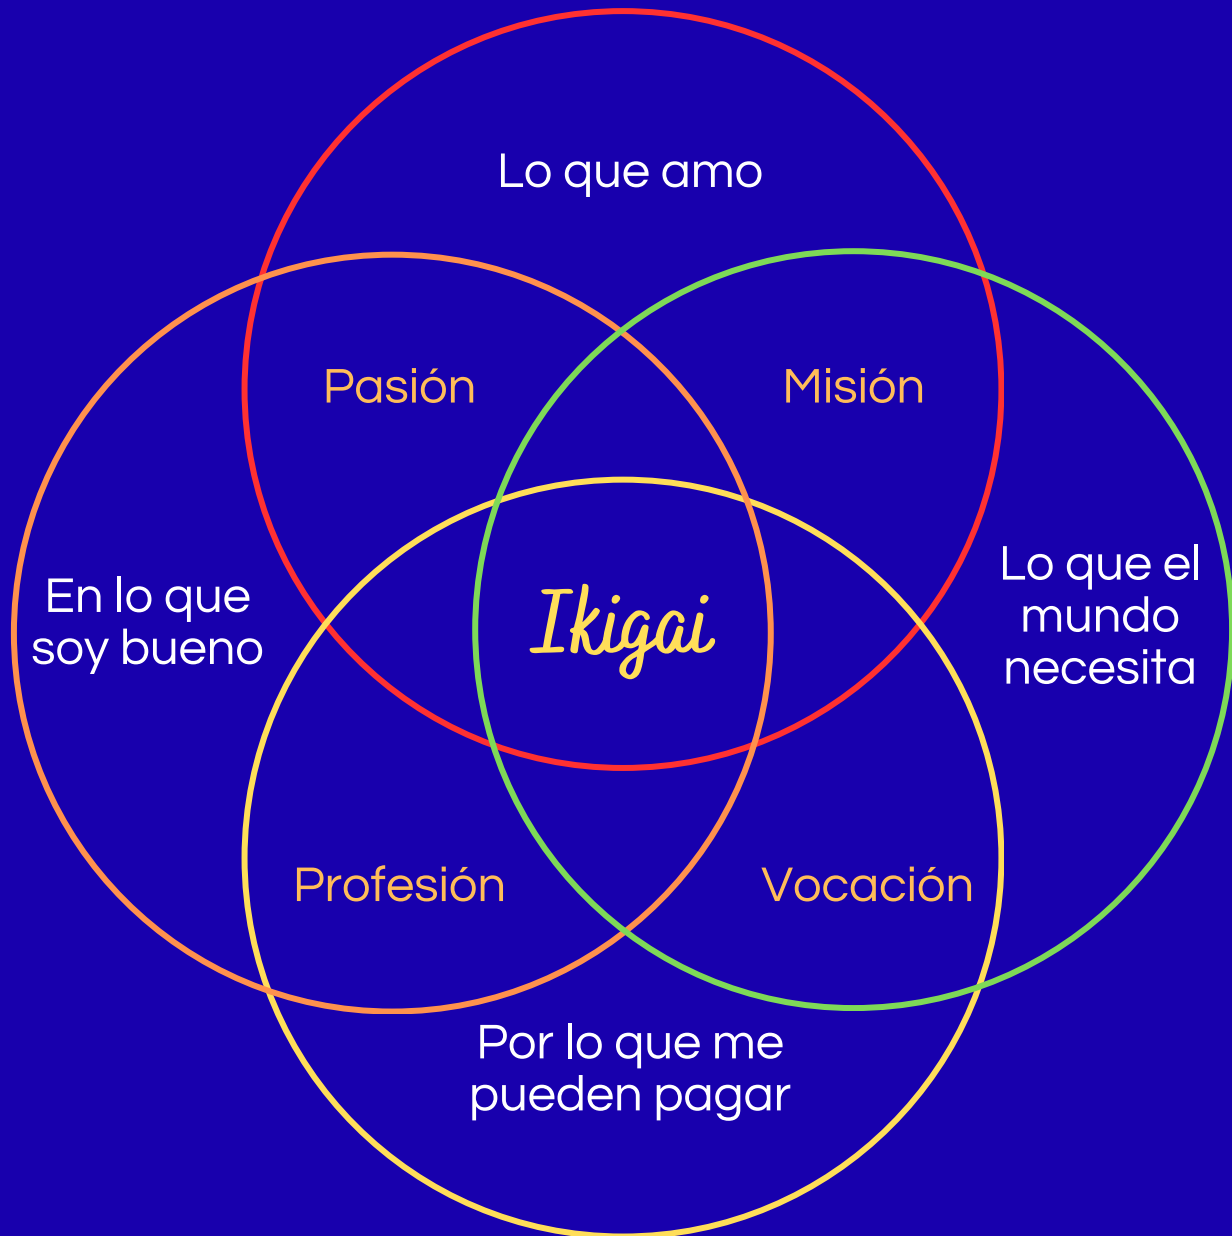 Lo que amo
Pasión
Misión
En lo que
soy bueno
Ikigai
Lo que el
mundo
necesita
Profesión
Vocación
Por lo que me
pueden pagar